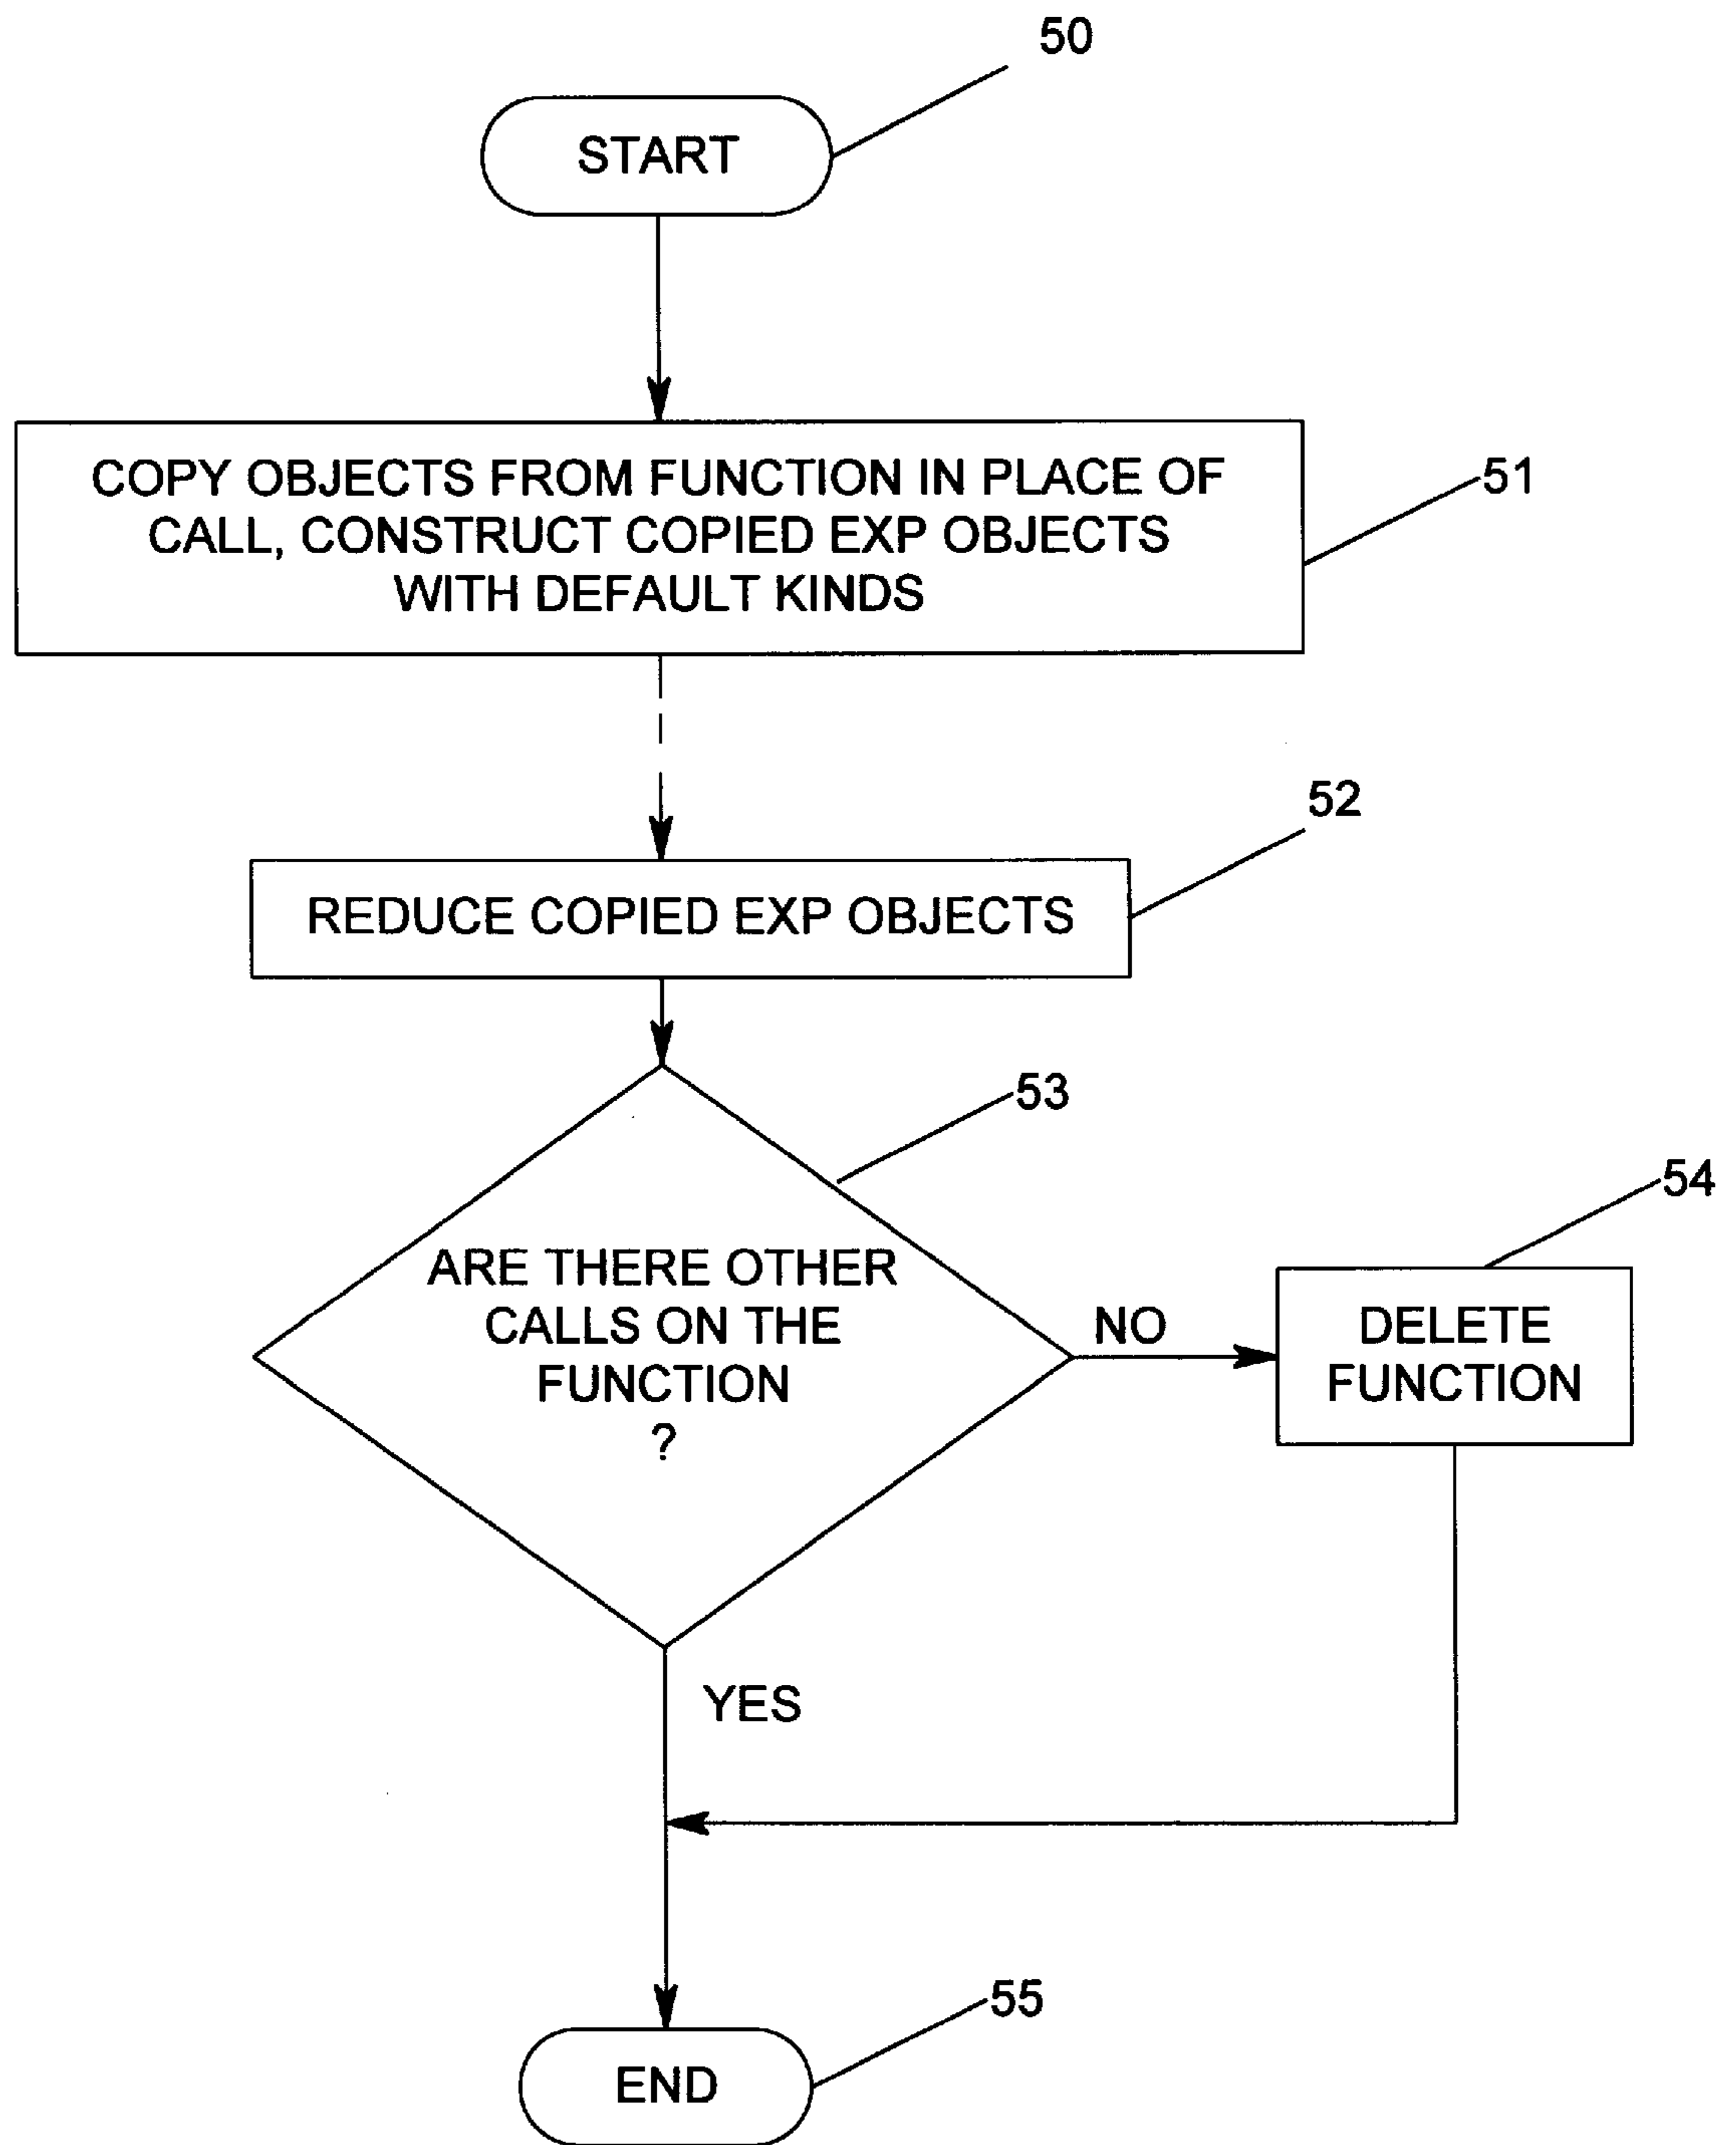 50
START
COPY OBJECTS FROM FUNCTION IN PLACE OF
CALL, CONSTRUCT COPIED EXP OBJECTS
WITH DEFAULT KINDS
51
52
REDUCE COPIED EXP OBJECTS
53
54
ARE THERE OTHER
CALLS ON THE
FUNCTION
?
NO
DELETE
FUNCTION
YES
55
END